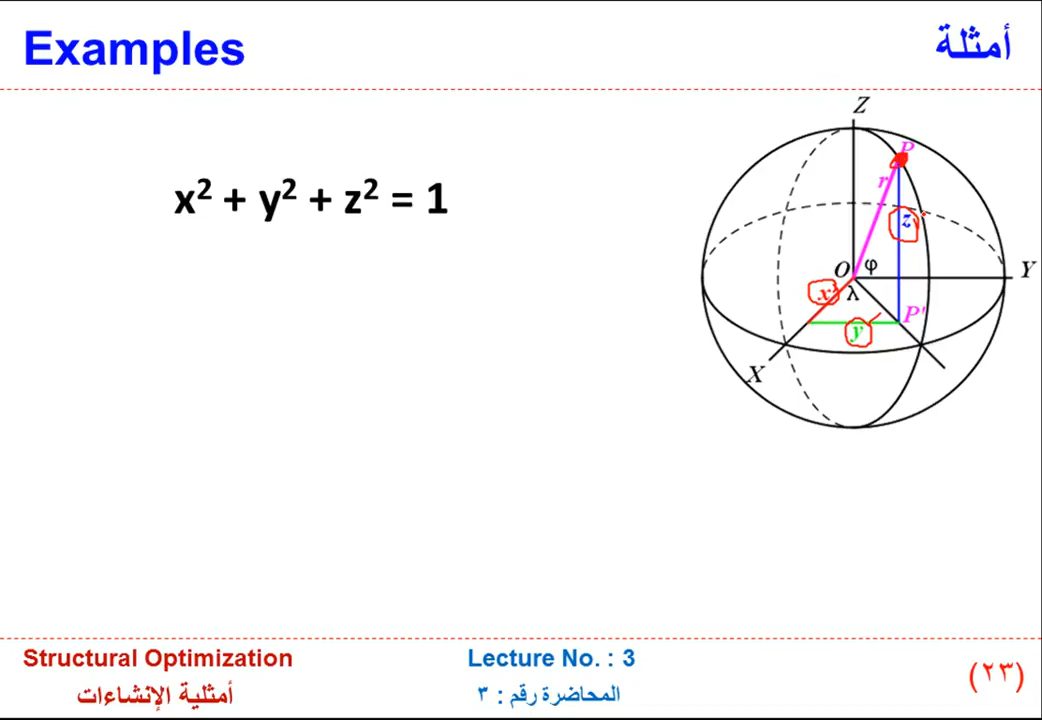 Examples
أمثلة
x² + y² + z² = 1
Z
P
r
z
O
φ
Y
x
λ
P'
y
X
Structural Optimization
أمثلية الإنشاءات
Lecture No. : 3
المحاضرة رقم : ٣
(٢٣)